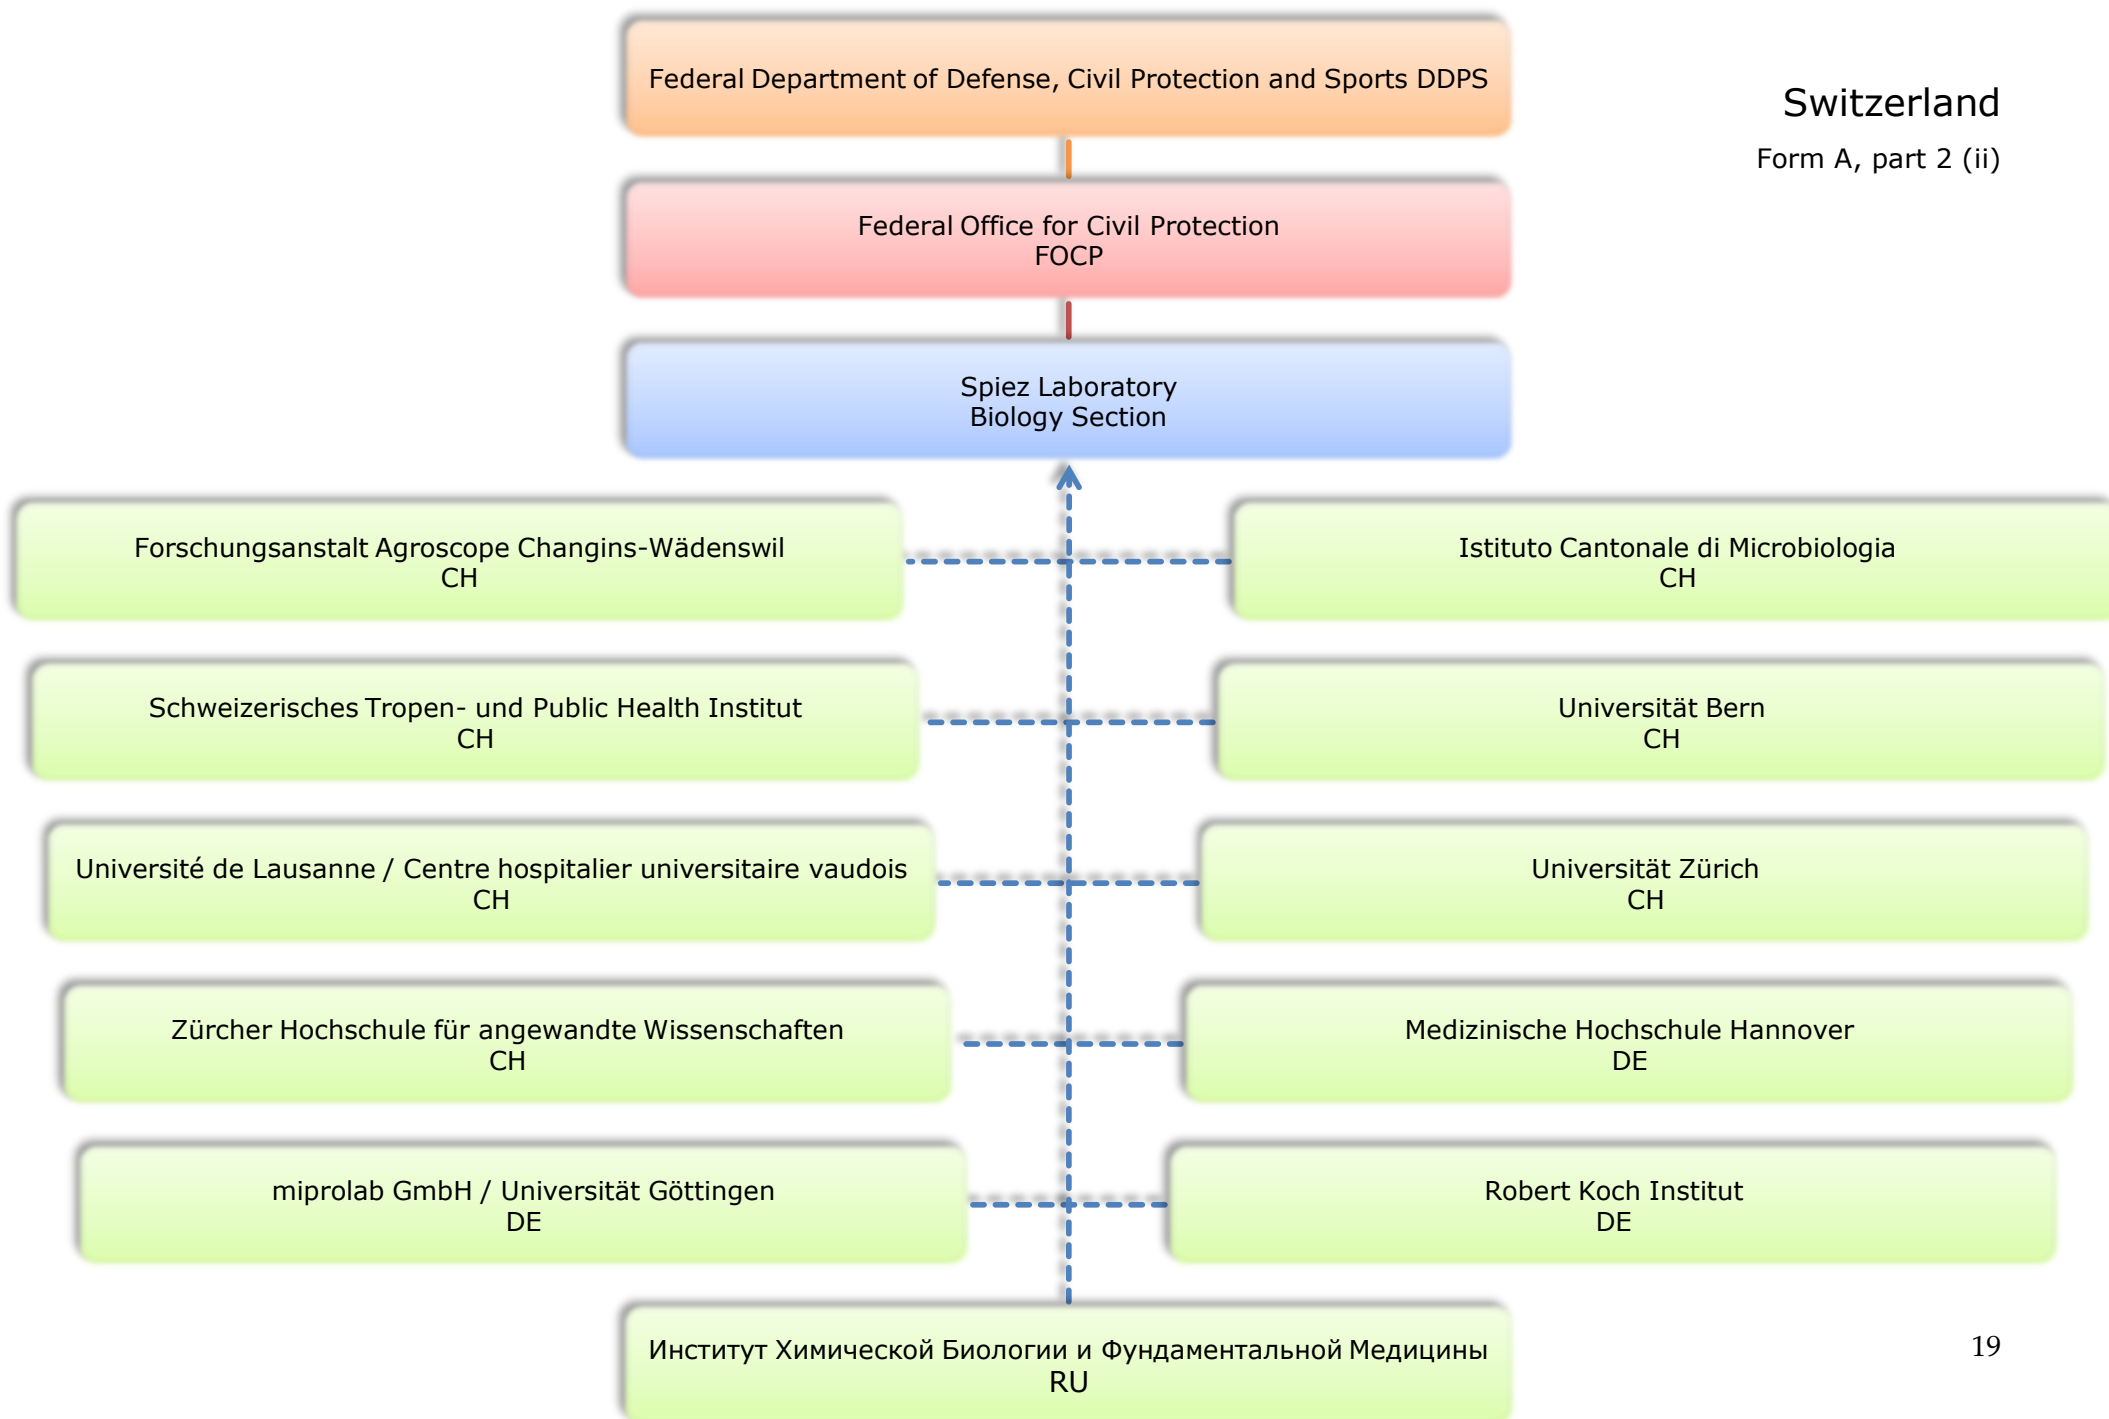 Federal Department of Defense, Civil Protection and Sports DDPS
Switzerland
Form A, part 2 (ii)
Federal Office for Civil Protection
FOCP
Spiez Laboratory
Biology Section
Forschungsanstalt Agroscope Changins-Wädenswil
CH
Istituto Cantonale di Microbiologia
CH
Schweizerisches Tropen- und Public Health Institut
CH
Universität Bern
CH
Université de Lausanne / Centre hospitalier universitaire vaudois
CH
Universität Zürich
CH
Zürcher Hochschule für angewandte Wissenschaften
CH
Medizinische Hochschule Hannover
DE
miprolab GmbH / Universität Göttingen
DE
Robert Koch Institut
DE
Институт Химической Биологии и Фундаментальной Медицины
RU
19